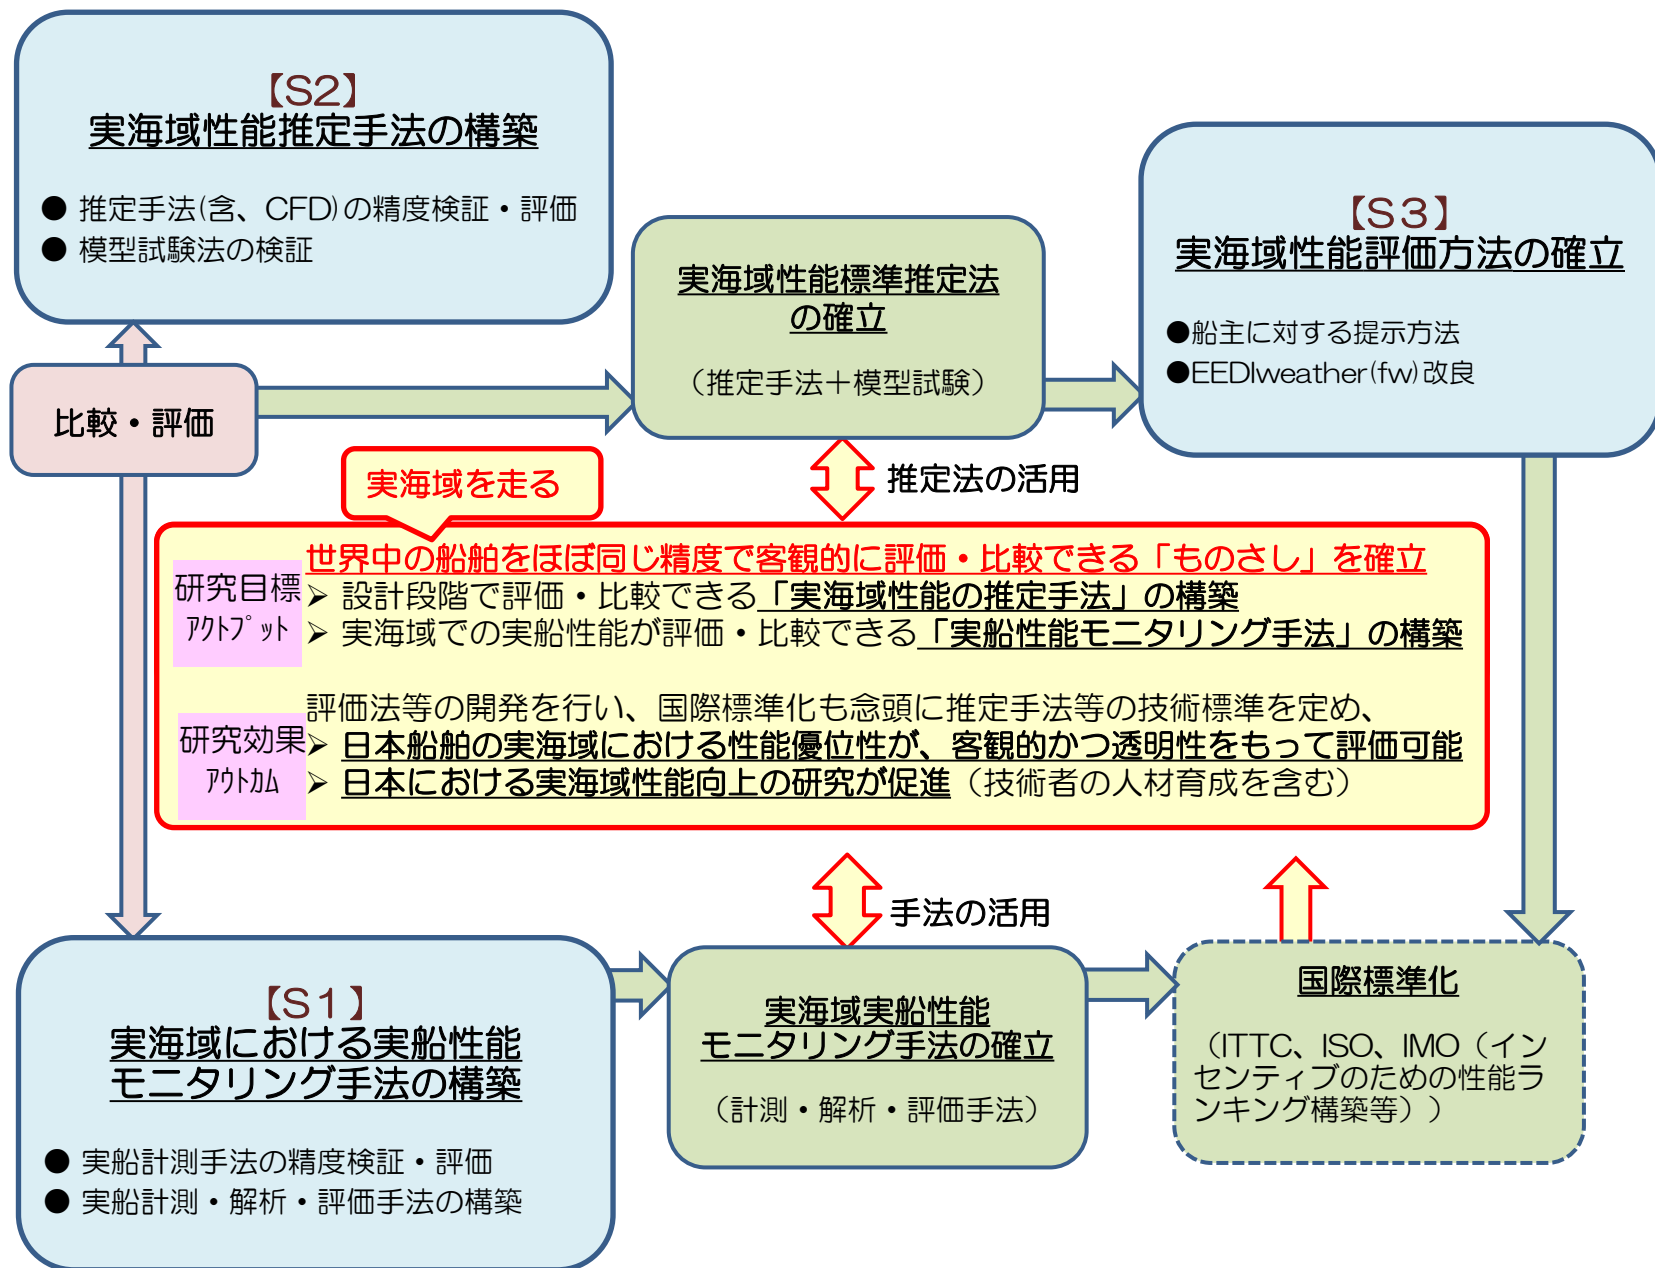 【S2】
実海域性能推定手法の構築
● 推定手法(含、CFD)の精度検証・評価
● 模型試験法の検証
実海域性能標準推定法
の確立
(推定手法+模型試験)
【S3】
実海域性能評価方法の確立
●船主に対する提示方法
●EEDIweather(fw)改良
比較・評価
推定法の活用
実海域を走る
世界中の船舶をほぼ同じ精度で客観的に評価・比較できる「ものさし」を確立
研究目標
アクトプット
➢ 設計段階で評価・比較できる「実海域性能の推定手法」の構築
➢ 実海域での実船性能が評価・比較できる「実船性能モニタリング手法」の構築
評価法等の開発を行い、国際標準化も念頭に推定手法等の技術標準を定め、
研究効果
アウトカム
➢ 日本船舶の実海域における性能優位性が、客観的かつ透明性をもって評価可能
➢ 日本における実海域性能向上の研究が促進(技術者の人材育成を含む)
手法の活用
【S1】
実海域における実船性能
モニタリング手法の構築
● 実船計測手法の精度検証・評価
● 実船計測・解析・評価手法の構築
実海域実船性能
モニタリング手法の確立
(計測・解析・評価手法)
国際標準化
(ITTC、ISO、IMO(イン
センティブのための性能ラ
ンキング構築等))